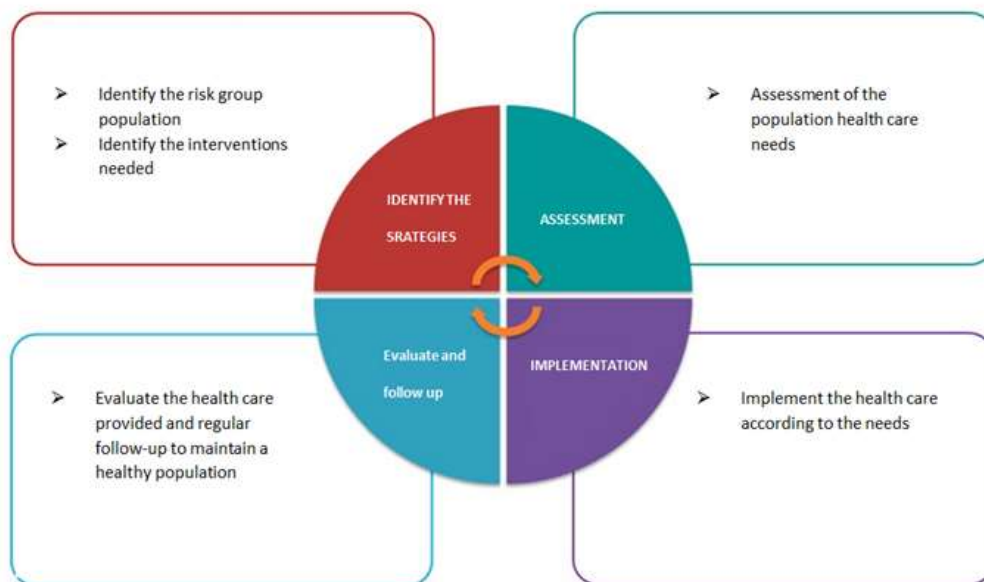 ➢ Identify the risk group
population
➢ Identify the interventions
needed
➢ Assessment of the
population health care
needs
IDENTIFY THE
SRATEGIES
ASSESSMENT
Evaluate and
follow up
IMPLEMENTATION
➢ Evaluate the health care
provided and regular
follow-up to maintain a
healthy population
➢ Implement the health care
according to the needs